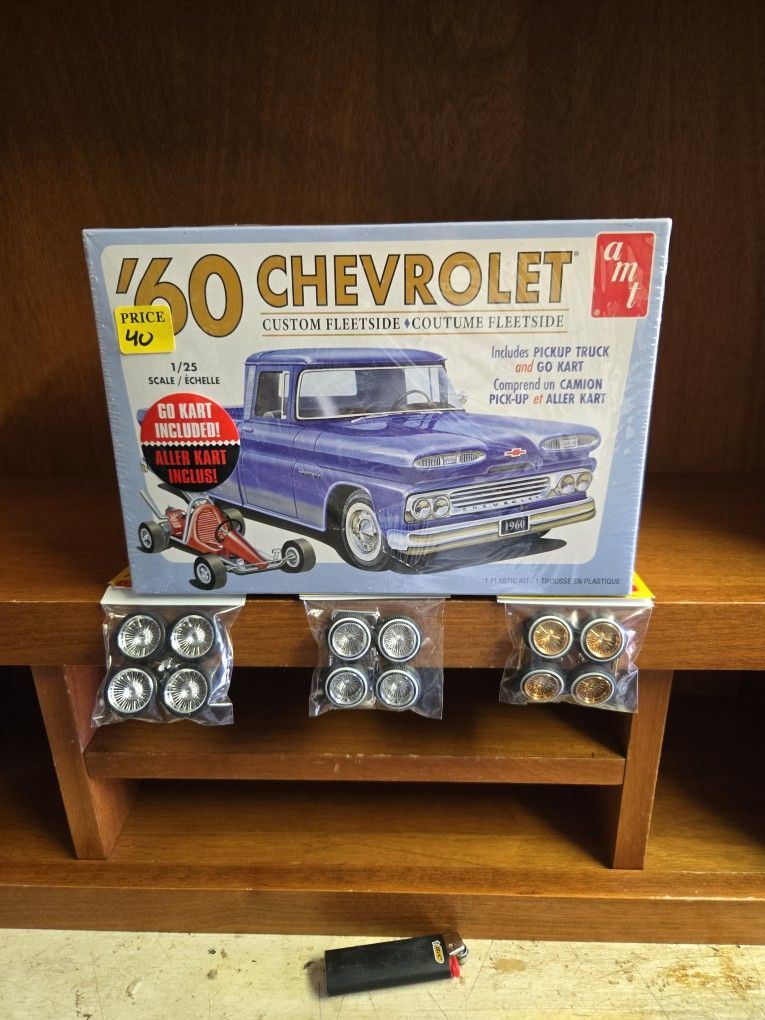 '60 CHEVROLET®
CUSTOM FLEETSIDE ♦ COUTUME FLEETSIDE
amt
®
PRICE
40
1/25
SCALE / ÉCHELLE
Includes PICKUP TRUCK
and GO KART
Comprend un CAMION
PICK-UP et ALLER KART
GO KART
INCLUDED!
ALLER KART
INCLUS!
CHEVROLET
1960
1 PLASTIC KIT / 1 TROUSSE EN PLASTIQUE
BIC